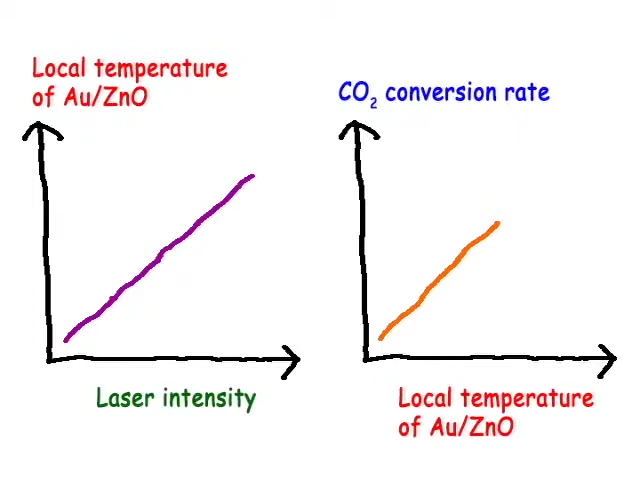 Local temperature
of Au/ZnO
CO₂ conversion rate
Laser intensity
Local temperature
of Au/ZnO